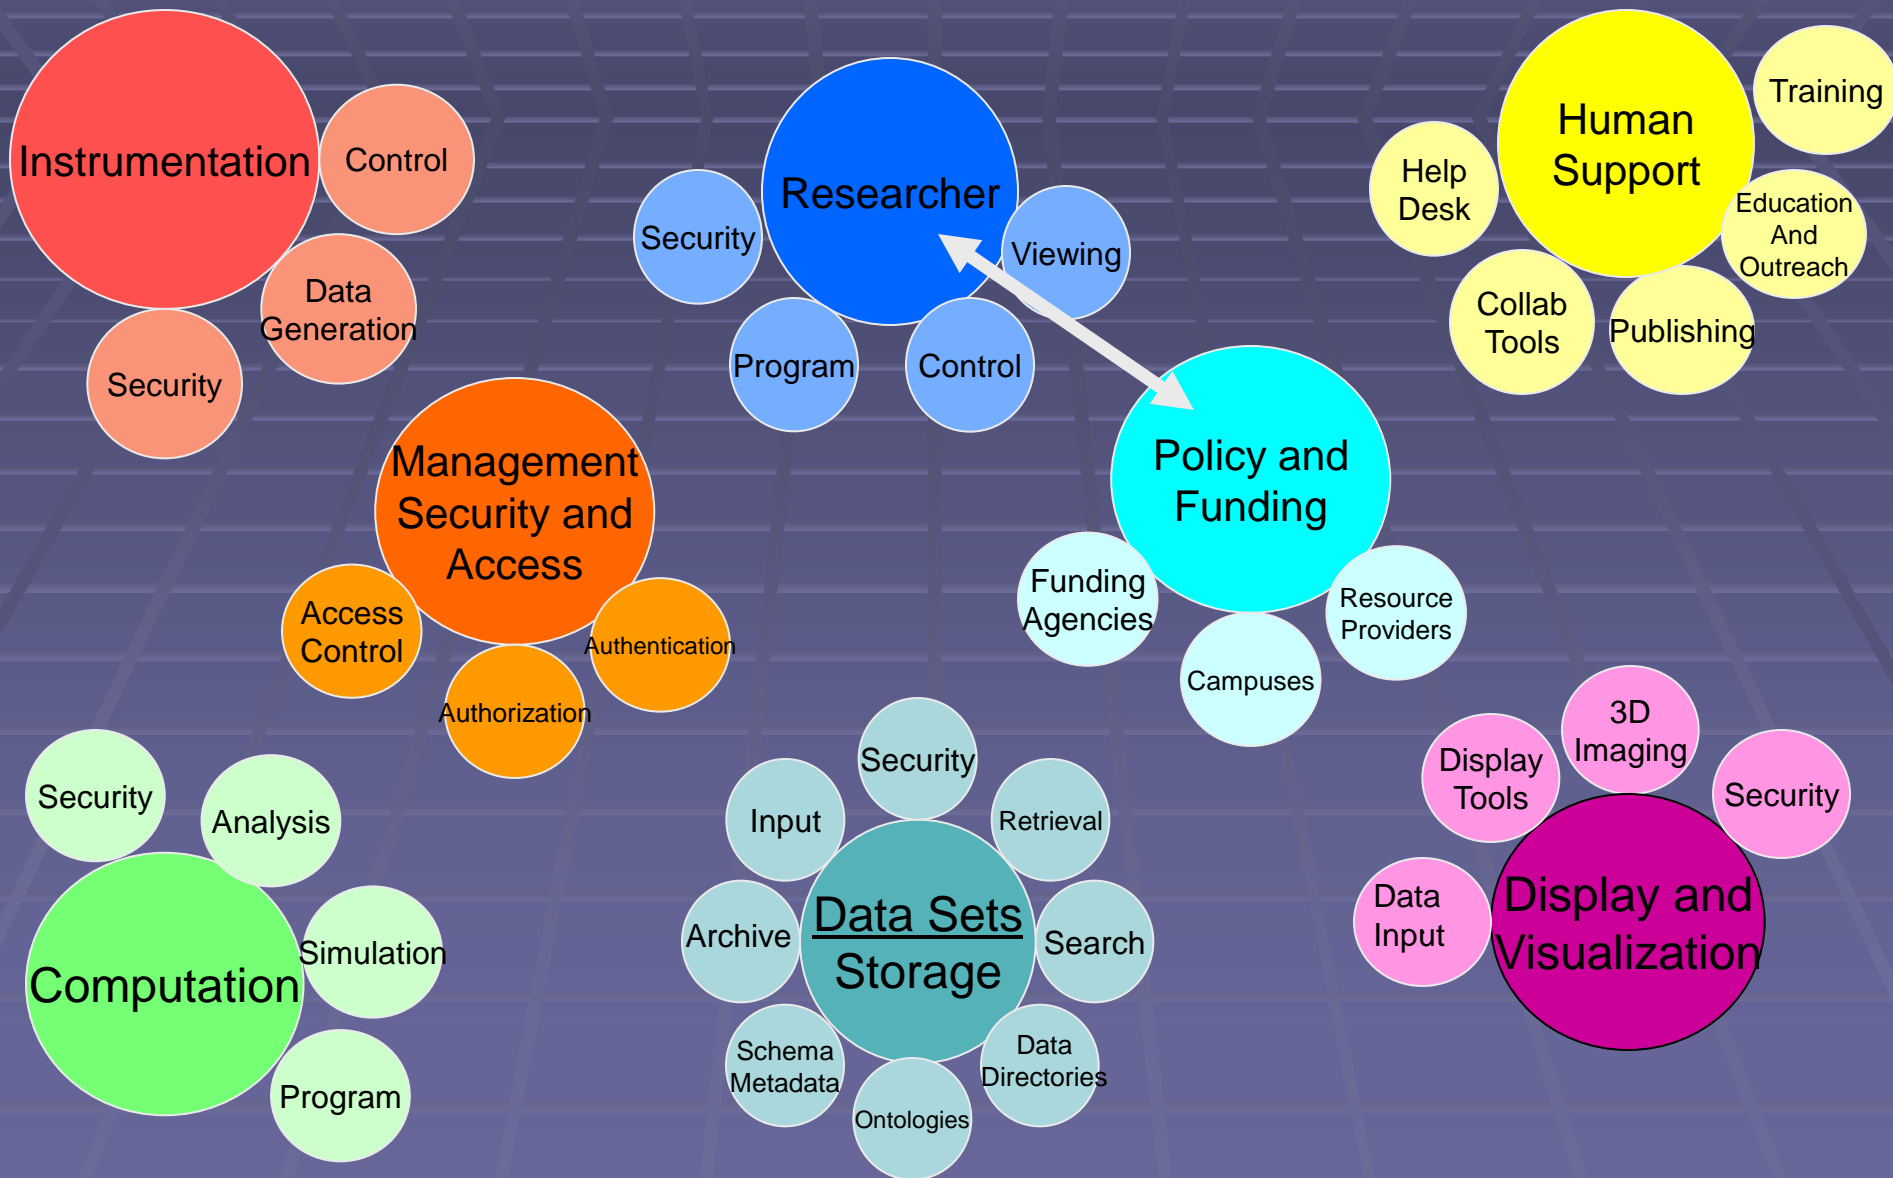 Instrumentation
Control
Data
Generation
Security
Researcher
Security
Viewing
Program
Control
Human
Support
Training
Help
Desk
Education
And
Outreach
Collab
Tools
Publishing
Management
Security and
Access
Access
Control
Authentication
Authorization
Policy and
Funding
Funding
Agencies
Resource
Providers
Campuses
Security
Analysis
Simulation
Computation
Program
Security
Input
Retrieval
Archive
Data Sets
Storage
Search
Schema
Metadata
Data
Directories
Ontologies
3D
Imaging
Display
Tools
Security
Data
Input
Display and
Visualization